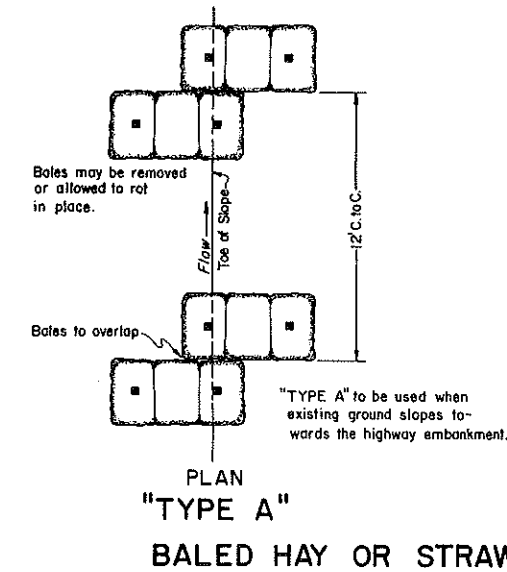 Bales may be removed
or allowed to rot
in place.
Flow
Toe of Slope
12' C. to C.
Bales to overlap
"TYPE A" to be used when
existing ground slopes to-
wards the highway embankment.
PLAN
"TYPE A"
BALED HAY OR STRAW